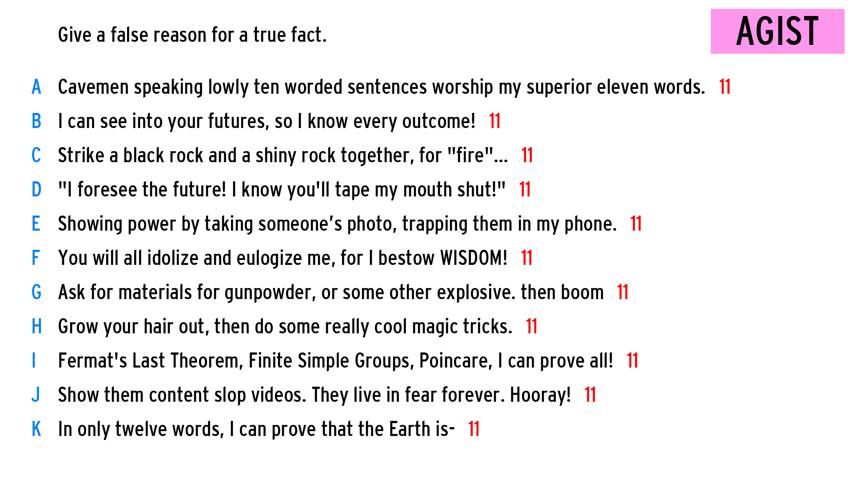 Give a false reason for a true fact.
AGIST
A Cavemen speaking lowly ten worded sentences worship my superior eleven words. 11
B I can see into your futures, so I know every outcome! 11
C Strike a black rock and a shiny rock together, for "fire"... 11
D "I foresee the future! I know you'll tape my mouth shut!" 11
E Showing power by taking someone’s photo, trapping them in my phone. 11
F You will all idolize and eulogize me, for I bestow WISDOM! 11
G Ask for materials for gunpowder, or some other explosive. then boom 11
H Grow your hair out, then do some really cool magic tricks. 11
I Fermat's Last Theorem, Finite Simple Groups, Poincare, I can prove all! 11
J Show them content slop videos. They live in fear forever. Hooray! 11
K In only twelve words, I can prove that the Earth is- 11